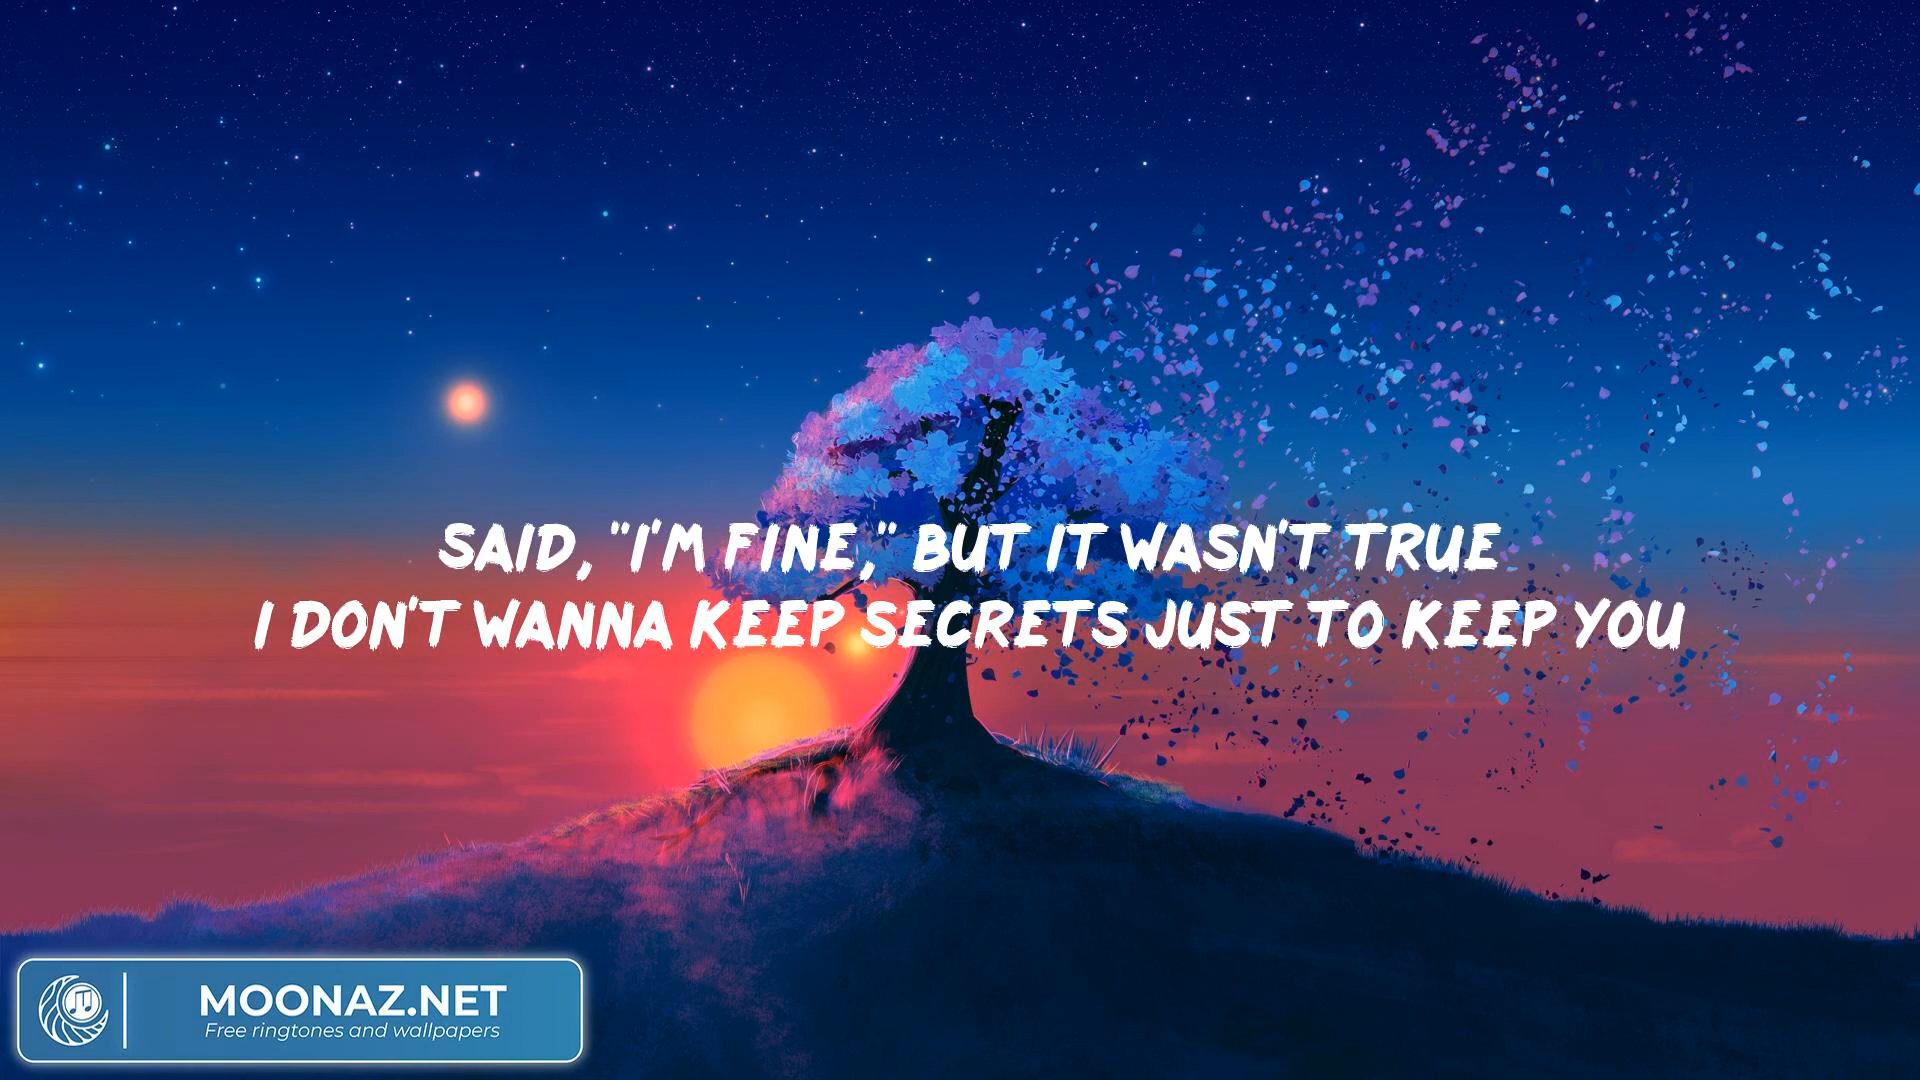 SAID, "I'M FINE," BUT IT WASN'T TRUE
I DON'T WANNA KEEP SECRETS JUST TO KEEP YOU
MOONAZ.NET
Free ringtones and wallpapers